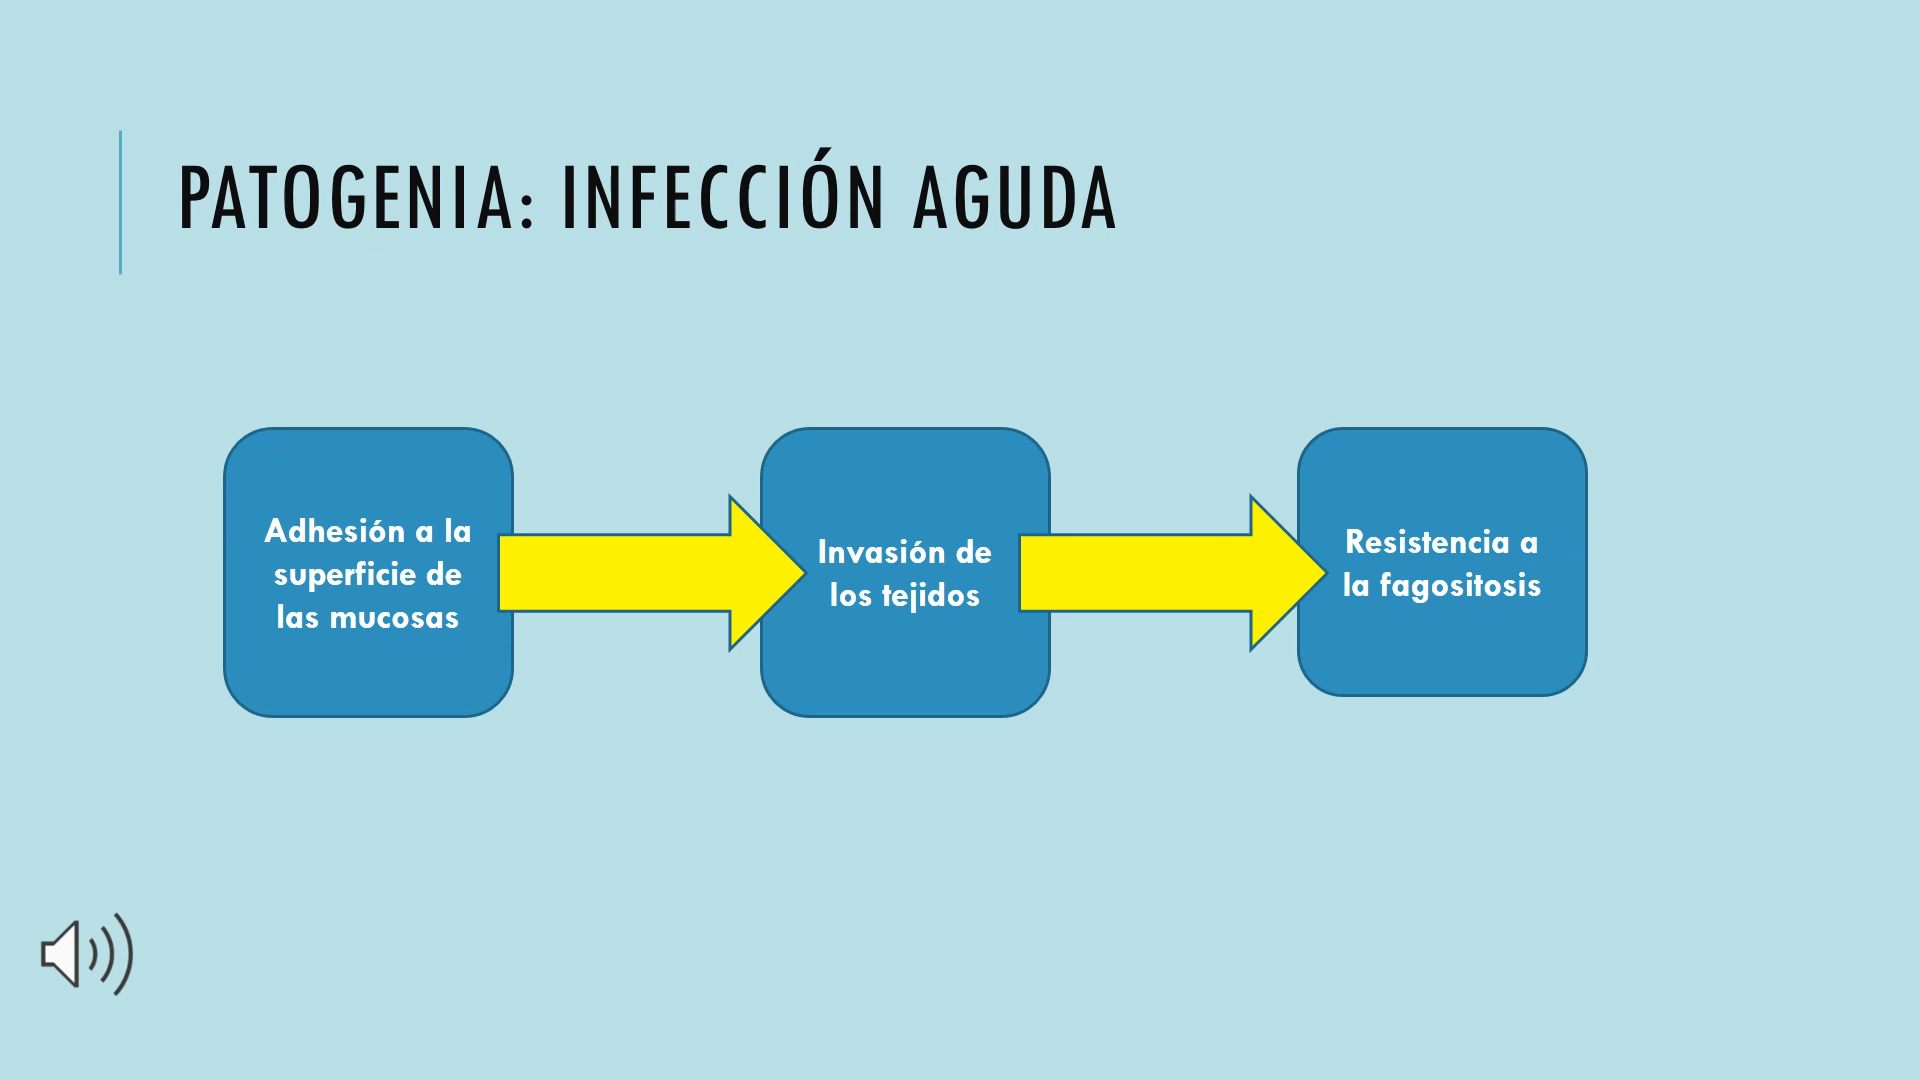 PATOGENIA: INFECCIÓN AGUDA
Adhesión a la
superficie de
las mucosas
Invasión de
los tejidos
Resistencia a
la fagositosis